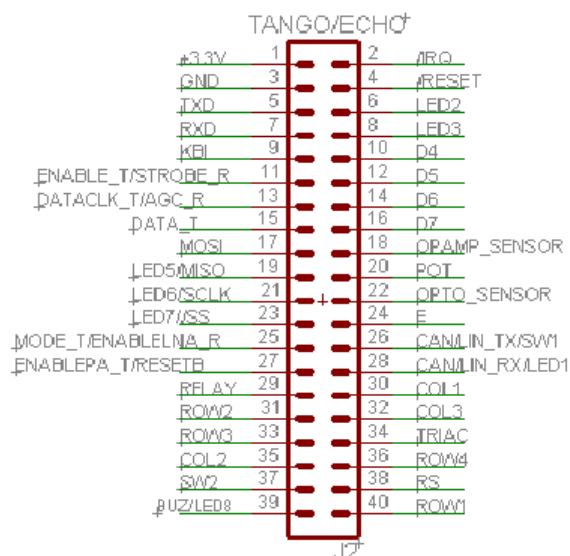 TANGO/ECHO
+3.3V 1 2 /IRQ
GND 3 4 /RESET
TXD 5 6 LED2
RXD 7 8 LED3
KBI 9 10 D4
ENABLE_T/STROBE_R 11 12 D5
DATACLK_T/AGC_R 13 14 D6
DATA_T 15 16 D7
MOSI 17 18 OPAMP_SENSOR
LED5/MISO 19 20 POT
LED6/SCLK 21 22 OPTO_SENSOR
LED7//SS 23 24 E
MODE_T/ENABLELNA_R 25 26 CAN/LIN_TX/SW1
ENABLEPA_T/RESETB 27 28 CAN/LIN_RX/LED1
RELAY 29 30 COL1
ROW2 31 32 COL3
ROW3 33 34 TRIAC
COL2 35 36 ROW4
SW2 37 38 RS
BUZ/LED8 39 40 ROW1
J2